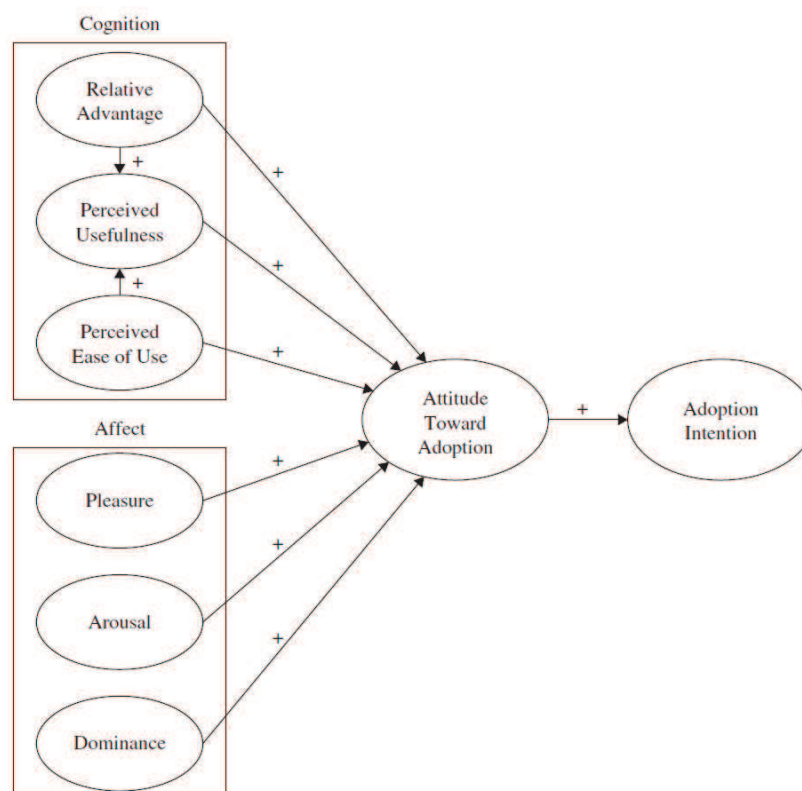 Cognition
Relative
Advantage
+
+
Perceived
Usefulness
+
+
Perceived
Ease of Use
+
Attitude
Toward
Adoption
+
Adoption
Intention
Affect
Pleasure
+
Arousal
+
Dominance
+